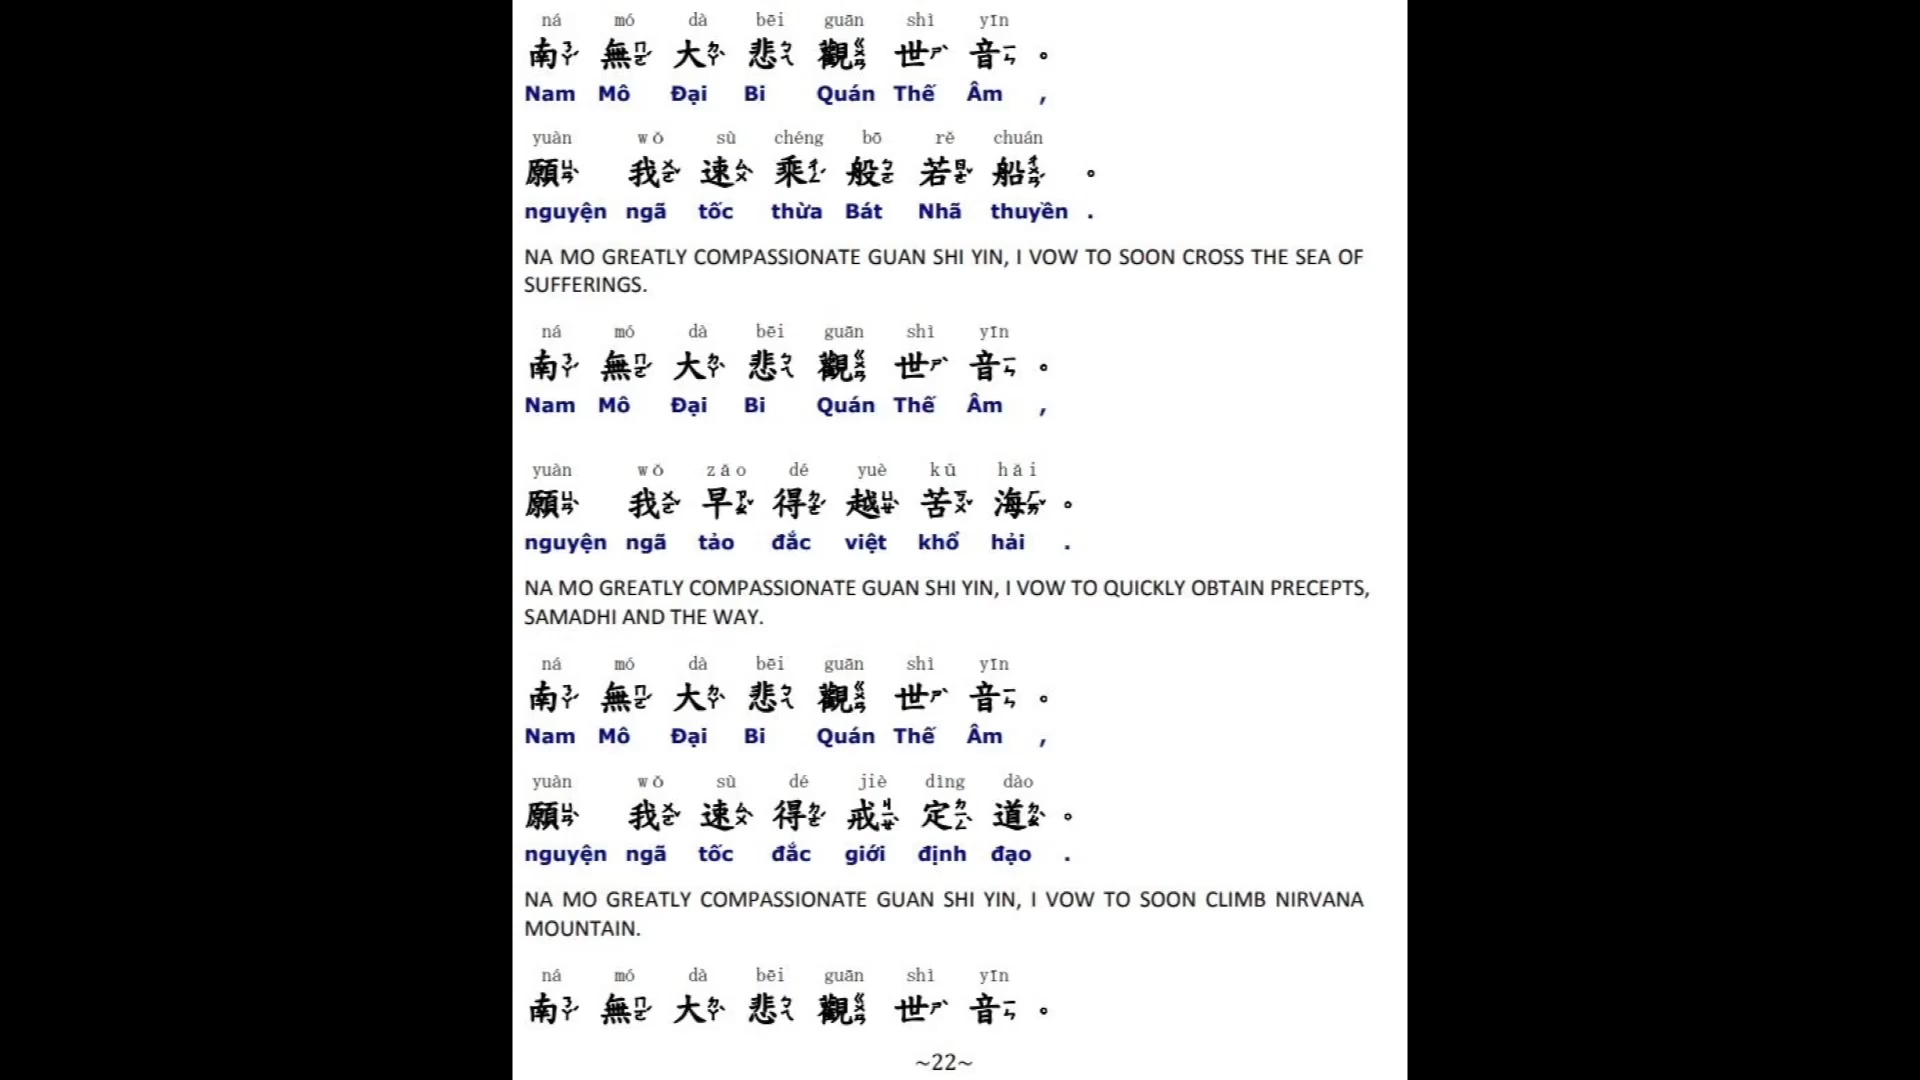 ná mó dà bēi guān shì yīn
南無大悲觀世音。
Nam Mô Đại Bi Quán Thế Âm ,
yuàn wǒ sù chéng bō rě chuán
願我速乘般若船。
nguyện ngã tốc thừa Bát Nhã thuyền .
NA MO GREATLY COMPASSIONATE GUAN SHI YIN, I VOW TO SOON CROSS THE SEA OF
SUFFERINGS.
ná mó dà bēi guān shì yīn
南無大悲觀世音。
Nam Mô Đại Bi Quán Thế Âm ,
yuàn wǒ zǎo dé yuè kǔ hǎi
願我早得越苦海。
nguyện ngã tảo đắc việt khổ hải .
NA MO GREATLY COMPASSIONATE GUAN SHI YIN, I VOW TO QUICKLY OBTAIN PRECEPTS,
SAMADHI AND THE WAY.
ná mó dà bēi guān shì yīn
南無大悲觀世音。
Nam Mô Đại Bi Quán Thế Âm ,
yuàn wǒ sù dé jiè dìng dào
願我速得戒定道。
nguyện ngã tốc đắc giới định đạo .
NA MO GREATLY COMPASSIONATE GUAN SHI YIN, I VOW TO SOON CLIMB NIRVANA
MOUNTAIN.
ná mó dà bēi guān shì yīn
南無大悲觀世音。
~22~